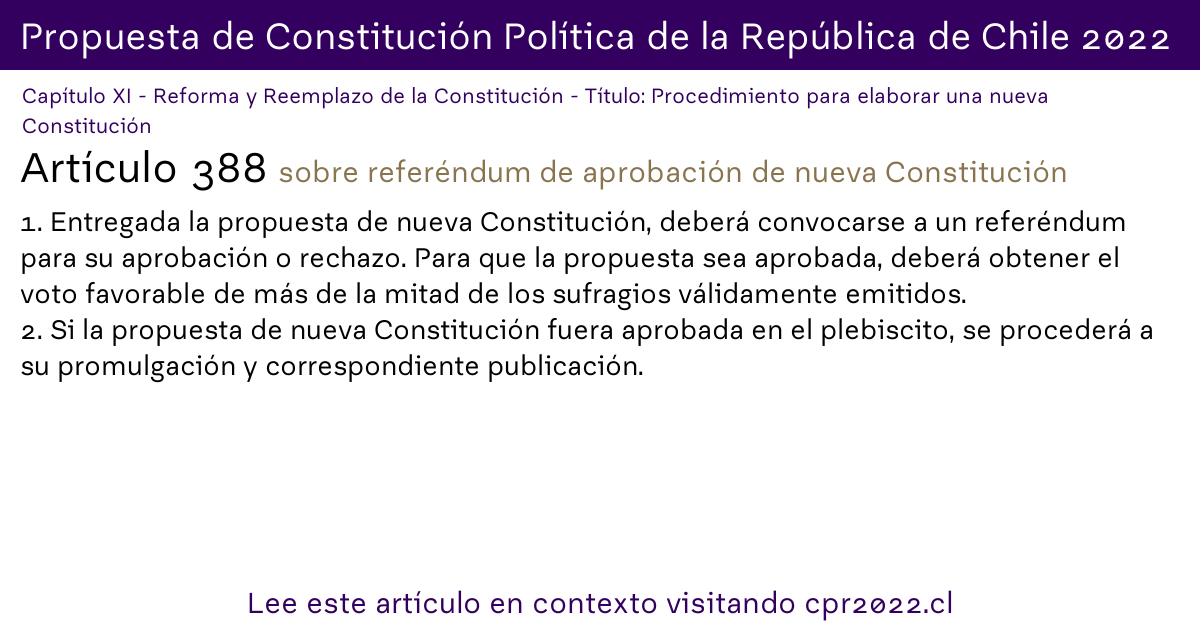 Propuesta de Constitución Política de la República de Chile 2022
Capítulo XI - Reforma y Reemplazo de la Constitución - Título: Procedimiento para elaborar una nueva
Constitución
Artículo 388 sobre referéndum de aprobación de nueva Constitución
1. Entregada la propuesta de nueva Constitución, deberá convocarse a un referéndum
para su aprobación o rechazo. Para que la propuesta sea aprobada, deberá obtener el
voto favorable de más de la mitad de los sufragios válidamente emitidos.
2. Si la propuesta de nueva Constitución fuera aprobada en el plebiscito, se procederá a
su promulgación y correspondiente publicación.
Lee este artículo en contexto visitando cpr2022.cl